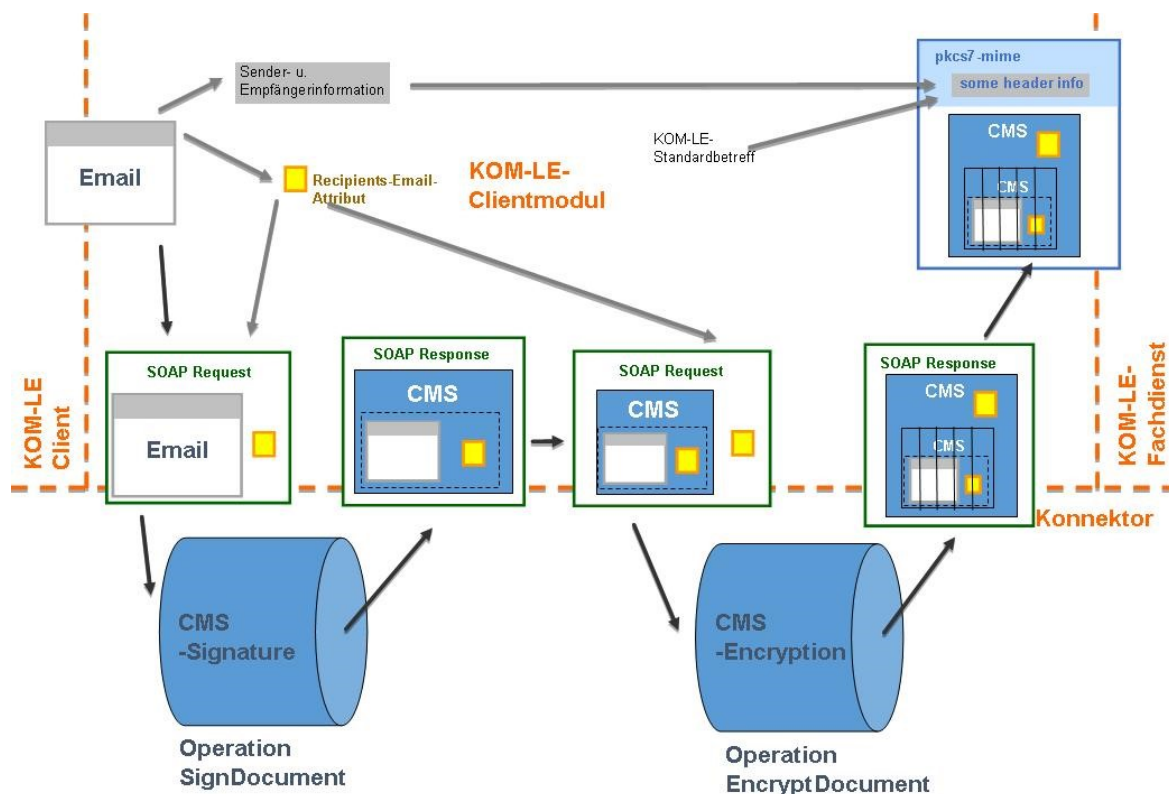 pkcs7-mime
Sender- u.
Empfängerinformation
some header info
CMS
KOM-LE-
Standardbetreff
Email
Recipients-Email-
Attribut
KOM-LE-
Clientmodul
CMS
SOAP Request
SOAP Response
SOAP Request
SOAP Response
CMS
CMS
CMS
Email
CMS
KOM-LE
Client
KOM-LE-
Fachdienst
Konnektor
CMS
-Signature
CMS
-Encryption
Operation
SignDocument
Operation
EncryptDocument